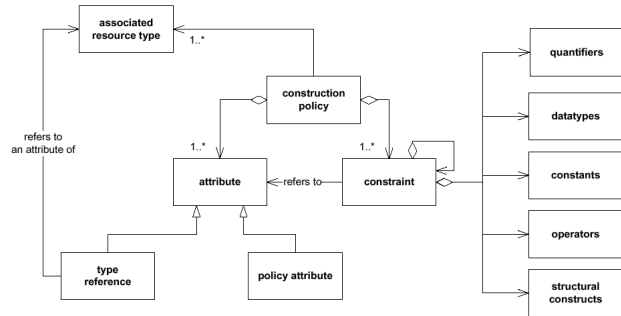 associated
resource type
quantifiers
1..*
construction
policy
datatypes
refers to
an attribute of
1..*
1..*
attribute
refers to
constraint
constants
operators
type
reference
policy attribute
structural
constructs